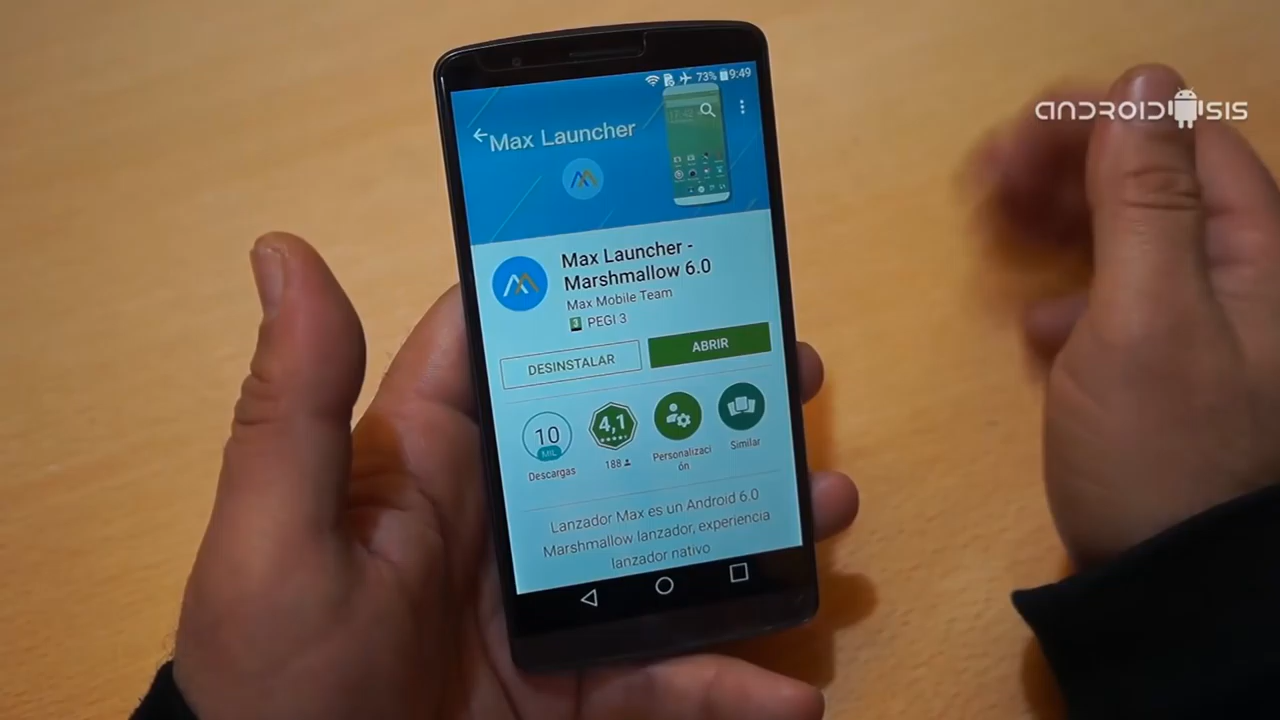 73% 9:49
ANDROIDSIS
Max Launcher
Max Launcher -
Marshmallow 6.0
Max Mobile Team
3 PEGI 3
DESINSTALAR
ABRIR
10
MIL
Descargas
4,1
188
Personalizaci
ón
Similar
Lanzador Max es un Android 6.0
Marshmallow lanzador, experiencia
lanzador nativo